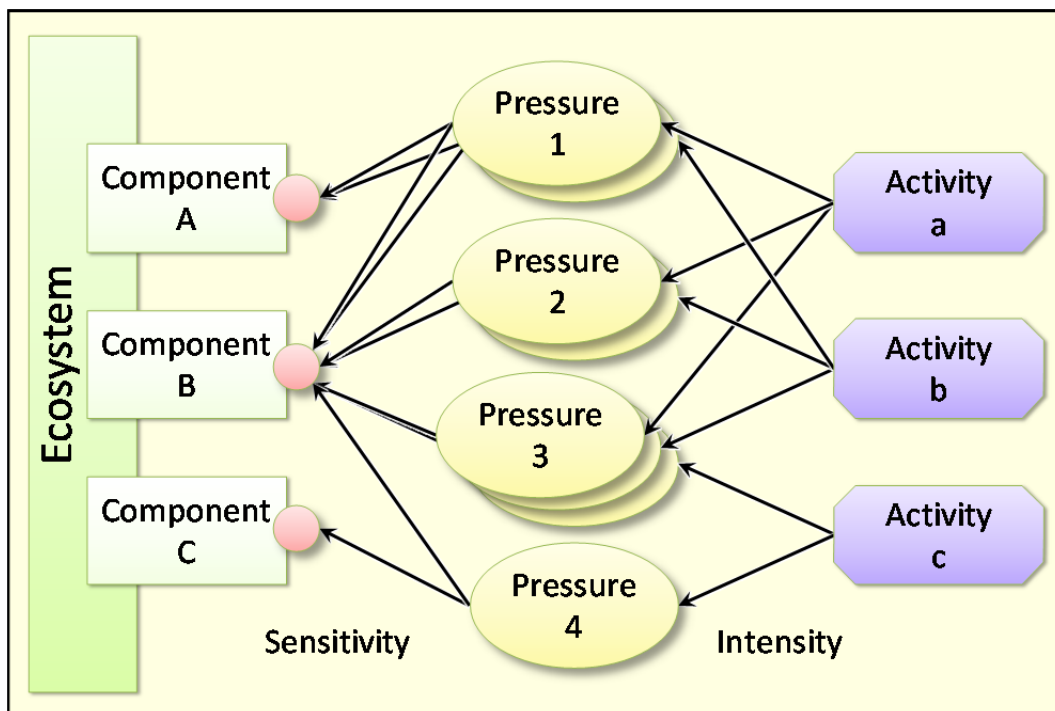 Ecosystem
Component
A
Component
B
Component
C
Pressure
1
Pressure
2
Pressure
3
Pressure
4
Activity
a
Activity
b
Activity
c
Sensitivity
Intensity